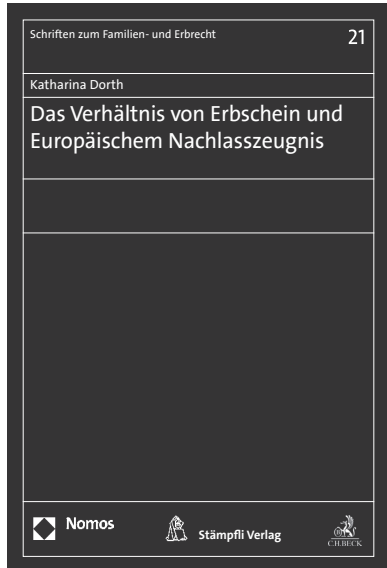 Schriften zum Familien- und Erbrecht
21
Katharina Dorth
Das Verhältnis von Erbschein und
Europäischem Nachlasszeugnis
Nomos
Stämpfli Verlag
C.H.BECK